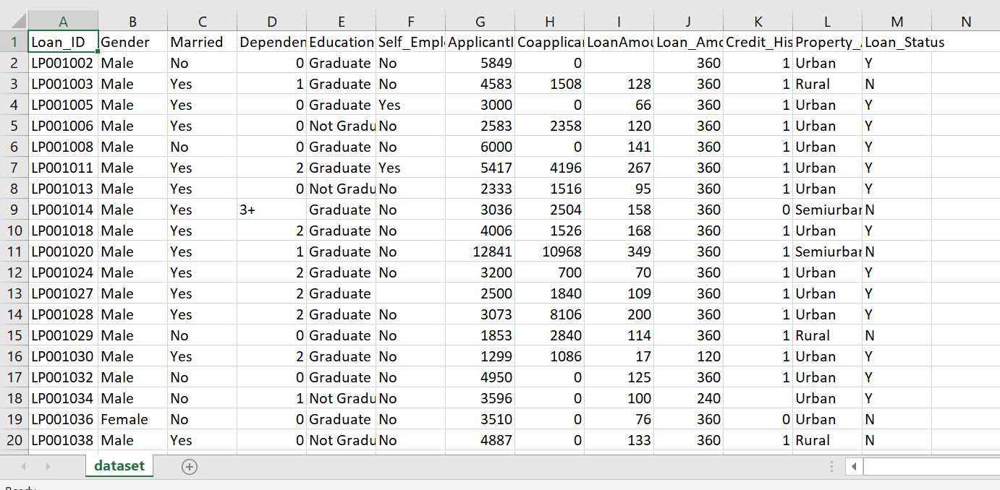 A B C D E F G H I J K L M N
1 Loan_ID Gender Married Dependen Education Self_Empl ApplicantI Coapplica LoanAmou Loan_Amo Credit_His Property_ Loan_Status
2 LP001002 Male No 0 Graduate No 5849 0 360 1 Urban Y
3 LP001003 Male Yes 1 Graduate No 4583 1508 128 360 1 Rural N
4 LP001005 Male Yes 0 Graduate Yes 3000 0 66 360 1 Urban Y
5 LP001006 Male Yes 0 Not Gradu No 2583 2358 120 360 1 Urban Y
6 LP001008 Male No 0 Graduate No 6000 0 141 360 1 Urban Y
7 LP001011 Male Yes 2 Graduate Yes 5417 4196 267 360 1 Urban Y
8 LP001013 Male Yes 0 Not Gradu No 2333 1516 95 360 1 Urban Y
9 LP001014 Male Yes 3+ Graduate No 3036 2504 158 360 0 Semiurbar N
10 LP001018 Male Yes 2 Graduate No 4006 1526 168 360 1 Urban Y
11 LP001020 Male Yes 1 Graduate No 12841 10968 349 360 1 Semiurbar N
12 LP001024 Male Yes 2 Graduate No 3200 700 70 360 1 Urban Y
13 LP001027 Male Yes 2 Graduate 2500 1840 109 360 1 Urban Y
14 LP001028 Male Yes 2 Graduate No 3073 8106 200 360 1 Urban Y
15 LP001029 Male No 0 Graduate No 1853 2840 114 360 1 Rural N
16 LP001030 Male Yes 2 Graduate No 1299 1086 17 120 1 Urban Y
17 LP001032 Male No 0 Graduate No 4950 0 125 360 1 Urban Y
18 LP001034 Male No 1 Not Gradu No 3596 0 100 240 Urban Y
19 LP001036 Female No 0 Graduate No 3510 0 76 360 0 Urban N
20 LP001038 Male Yes 0 Not Gradu No 4887 0 133 360 1 Rural N
dataset